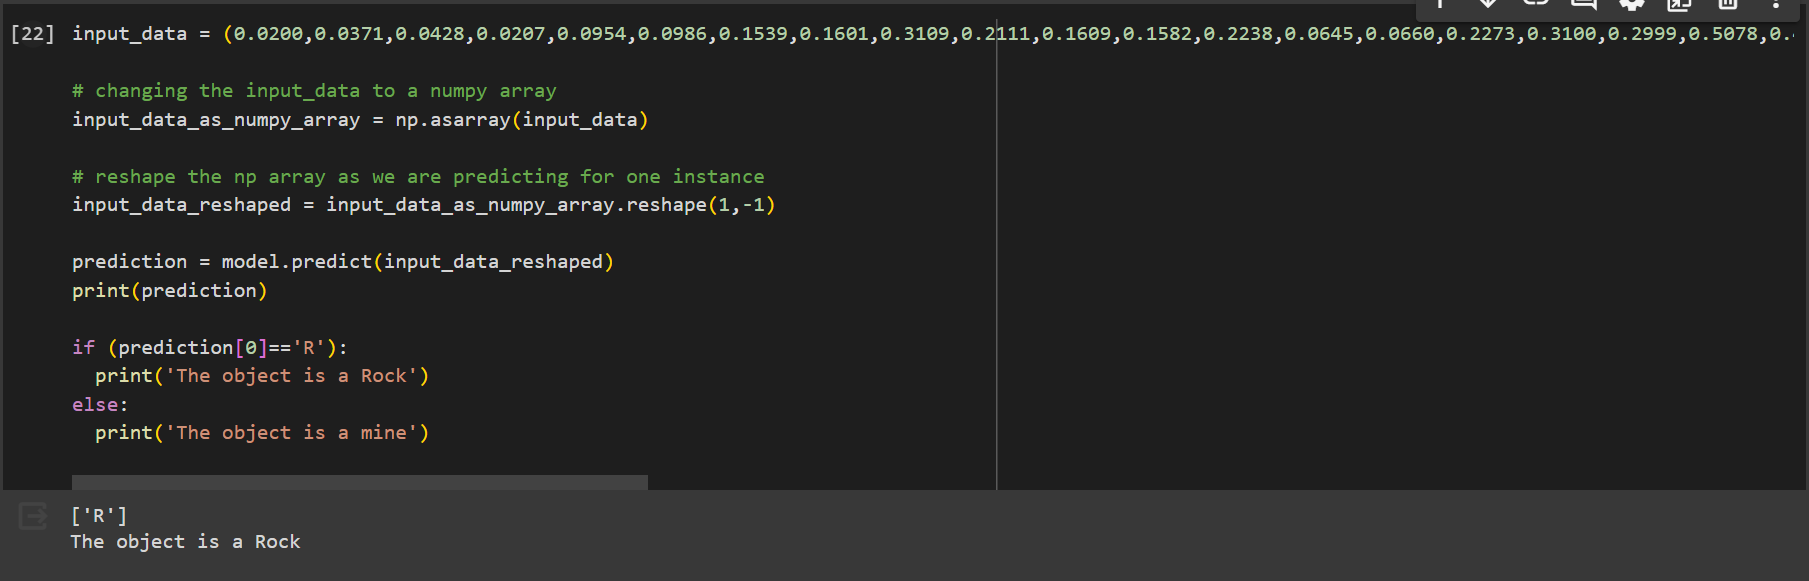 [22] input_data = (0.0200,0.0371,0.0428,0.0207,0.0954,0.0986,0.1539,0.1601,0.3109,0.2111,0.1609,0.1582,0.2238,0.0645,0.0660,0.2273,0.3100,0.2999,0.5078,0.
# changing the input_data to a numpy array
input_data_as_numpy_array = np.asarray(input_data)
# reshape the np array as we are predicting for one instance
input_data_reshaped = input_data_as_numpy_array.reshape(1,-1)
prediction = model.predict(input_data_reshaped)
print(prediction)
if (prediction[0]=='R'):
  print('The object is a Rock')
else:
  print('The object is a mine')
['R']
The object is a Rock